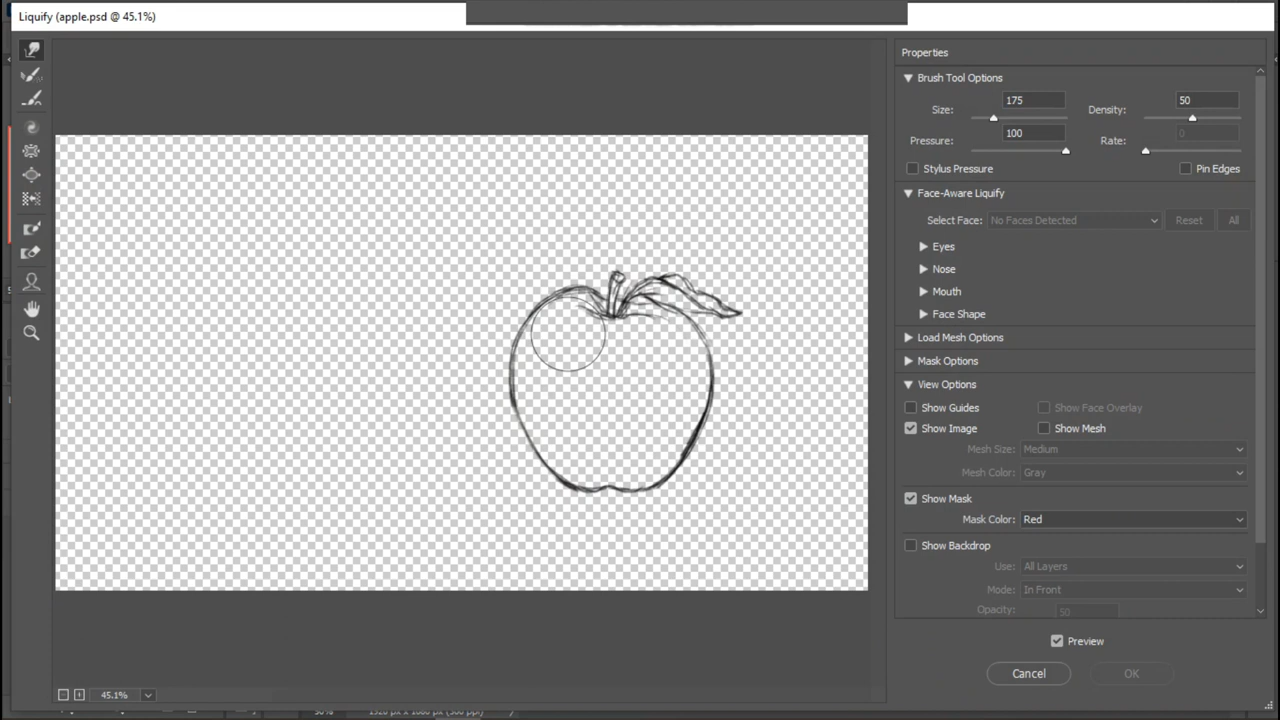 Liquify (apple.psd @ 45.1%)
Properties
Brush Tool Options
Size: 175 Density: 50
Pressure: 100 Rate: 0
Stylus Pressure Pin Edges
Face-Aware Liquify
Select Face: No Faces Detected Reset All
Eyes
Nose
Mouth
Face Shape
Load Mesh Options
Mask Options
View Options
Show Guides Show Face Overlay
Show Image Show Mesh
Mesh Size: Medium
Mesh Color: Gray
Show Mask
Mask Color: Red
Show Backdrop
Use: All Layers
Mode: In Front
Opacity: 50
Preview
Cancel OK
45.1%